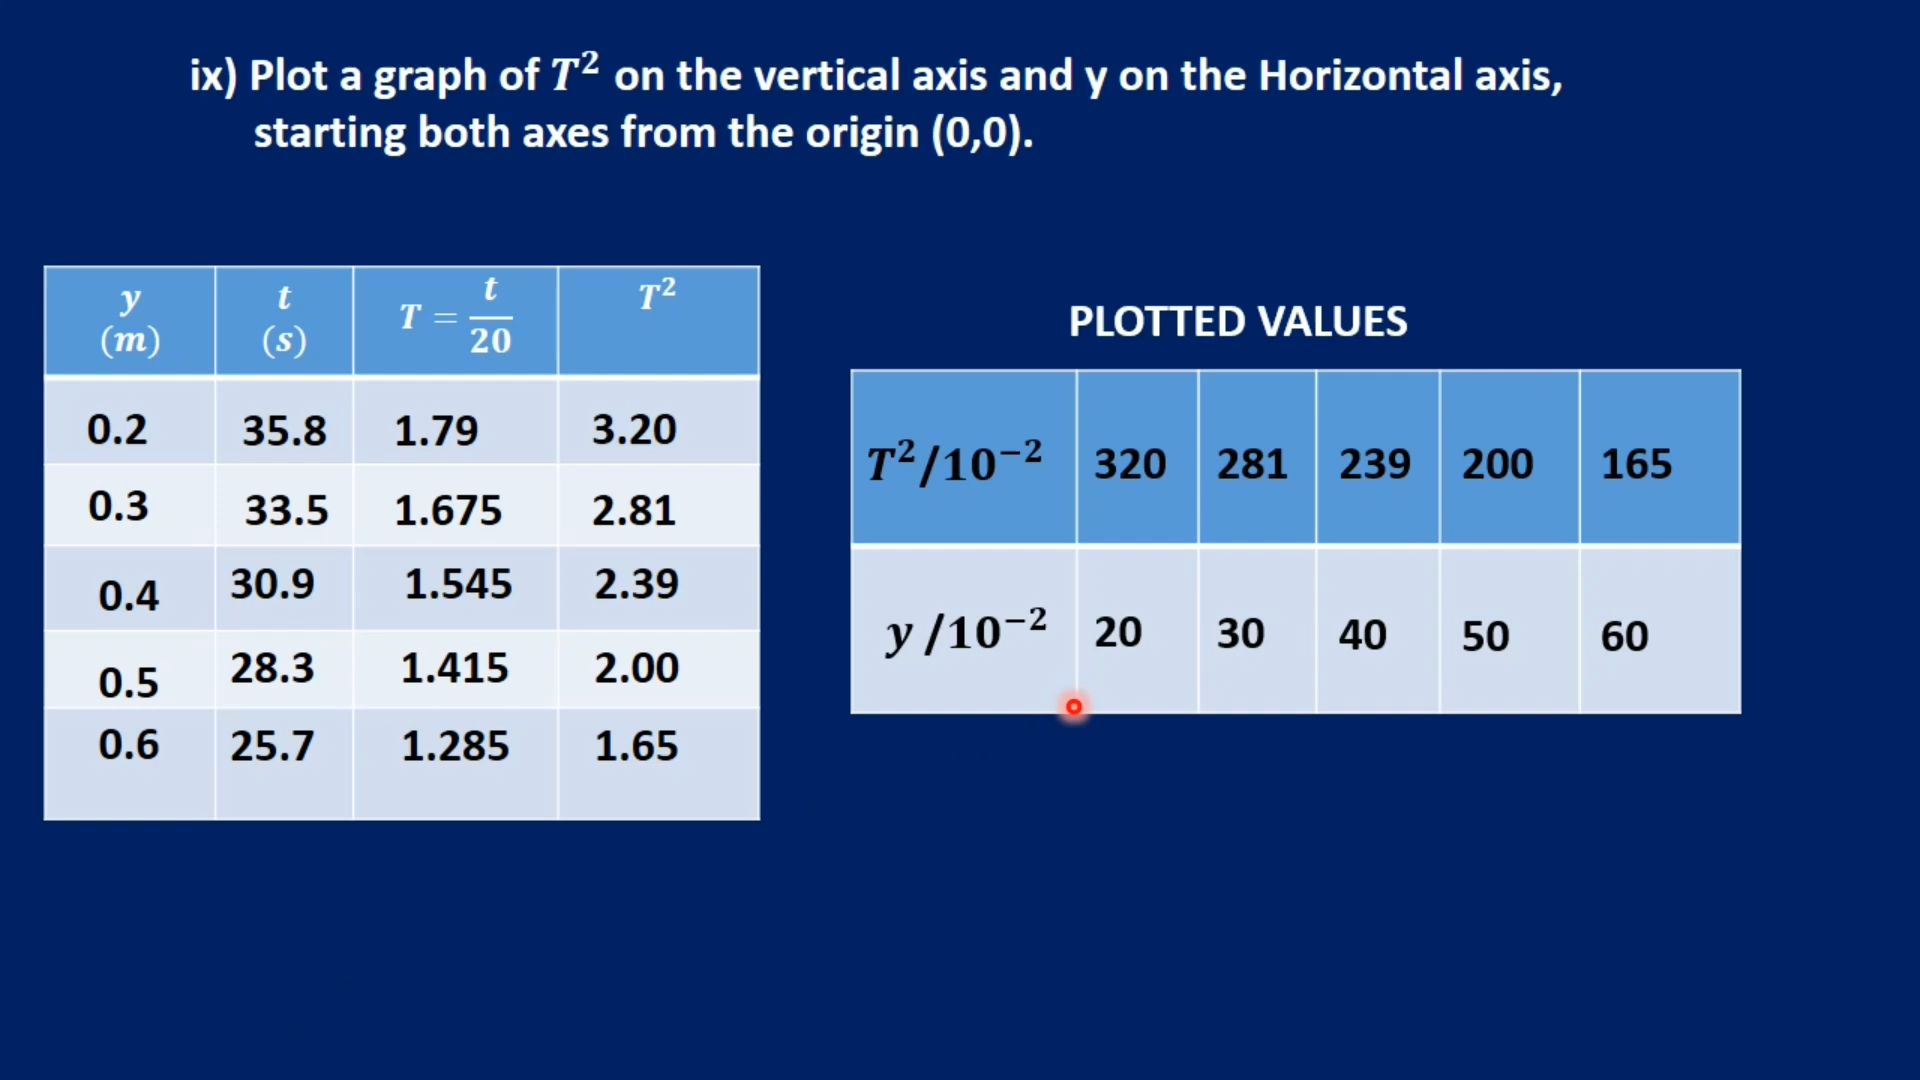 ix) Plot a graph of T² on the vertical axis and y on the Horizontal axis,
starting both axes from the origin (0,0).
y (m) t (s) T = t/20 T²
0.2 35.8 1.79 3.20
0.3 33.5 1.675 2.81
0.4 30.9 1.545 2.39
0.5 28.3 1.415 2.00
0.6 25.7 1.285 1.65
PLOTTED VALUES
T²/10⁻² 320 281 239 200 165
y /10⁻² 20 30 40 50 60